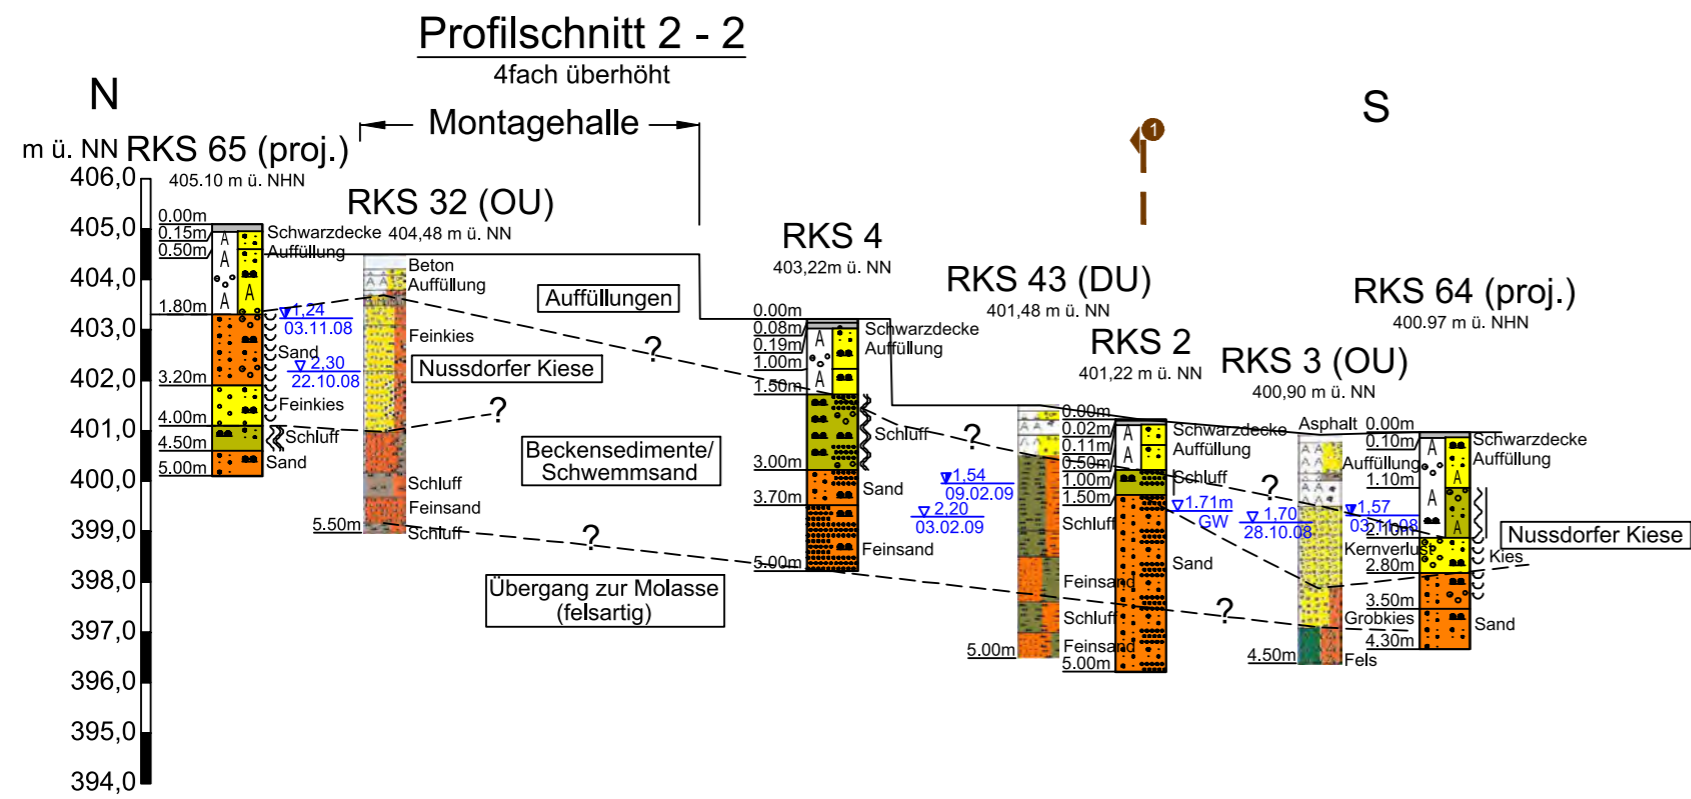 Profilschnitt 2 - 2
4fach überhöht
N
S
Montagehalle
1
m ü. NN
406,0
405,0
404,0
403,0
402,0
401,0
400,0
399,0
398,0
397,0
396,0
395,0
394,0
RKS 65 (proj.)
405.10 m ü. NHN
0.00m
0.15m
0.50m
1.80m
3.20m
4.00m
4.50m
5.00m
A
A
A
A
A
Schwarzdecke
Auffüllung
Sand
Feinkies
Schluff
Sand
1,24
03.11.08
2,30
22.10.08
RKS 32 (OU)
404,48 m ü. NN
Beton
Auffüllung
Feinkies
Schluff
Feinsand
Schluff
5.50m
Auffüllungen
Nussdorfer Kiese
Beckensedimente/
Schwemmsand
Übergang zur Molasse
(felsartig)
?
?
?
?
?
?
RKS 4
403,22m ü. NN
0.00m
0.08m
0.19m
1.00m
1.50m
3.00m
3.70m
5.00m
A
A
Schwarzdecke
Auffüllung
Schluff
Sand
Feinsand
RKS 43 (DU)
401,48 m ü. NN
1,54
09.02.09
2,20
03.02.09
Schluff
Feinsand
Schluff
Feinsand
5.00m
RKS 2
401,22 m ü. NN
0.00m
0.02m
0.11m
0.50m
1.00m
1.50m
5.00m
A
A
Schwarzdecke
Auffüllung
Schluff
Sand
1.71m
GW
RKS 3 (OU)
400,90 m ü. NN
Asphalt
Auffüllung
Kernverlust
Grobkies
Fels
4.50m
1,70
28.10.08
1,57
03.11.08
RKS 64 (proj.)
400.97 m ü. NHN
0.00m
0.10m
1.10m
2.10m
2.80m
3.50m
4.30m
A
A
A
A
Schwarzdecke
Auffüllung
Kies
Sand
Nussdorfer Kiese